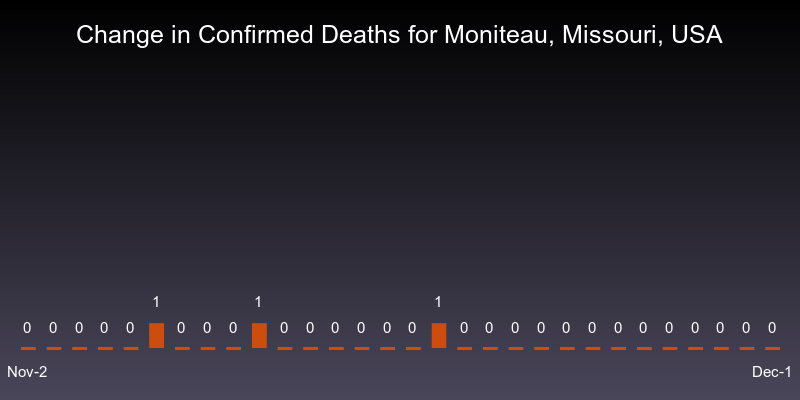 Change in Confirmed Deaths for Moniteau, Missouri, USA
1 1 1
0 0 0 0 0 0 0 0 0 0 0 0 0 0 0 0 0 0 0 0 0 0 0 0 0 0 0
Nov-2 Dec-1